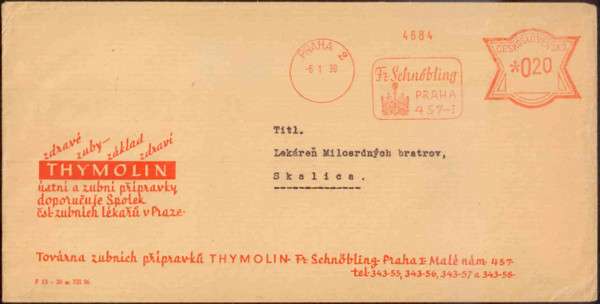 4684
PRAHA 2
-6.1.39
Fr. Schnöbling
PRAHA
457-I
ČESKOSLOVENSKO
*020
Titl.
Lekáreň Milosrdných bratrov,
Skalica.
zdravé
zuby-
základ
zdraví
THYMOLIN
ústní a zubní přípravky
doporučuje Spolek
čsl. zubních lékařů v Praze
Továrna zubních přípravků THYMOLIN - Fr. Schnöbling - Praha I - Malé nám. 457 -
tel. 343-55, 343-56, 343-57 a 343-58 -